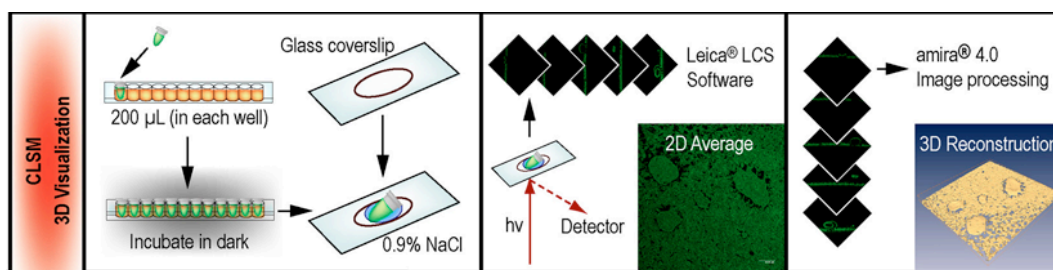 CLSM
3D Visualization
200 µL (in each well)
Incubate in dark
Glass coverslip
0.9% NaCl
Leica® LCS
Software
2D Average
hν
Detector
amira® 4.0
Image processing
3D Reconstruction